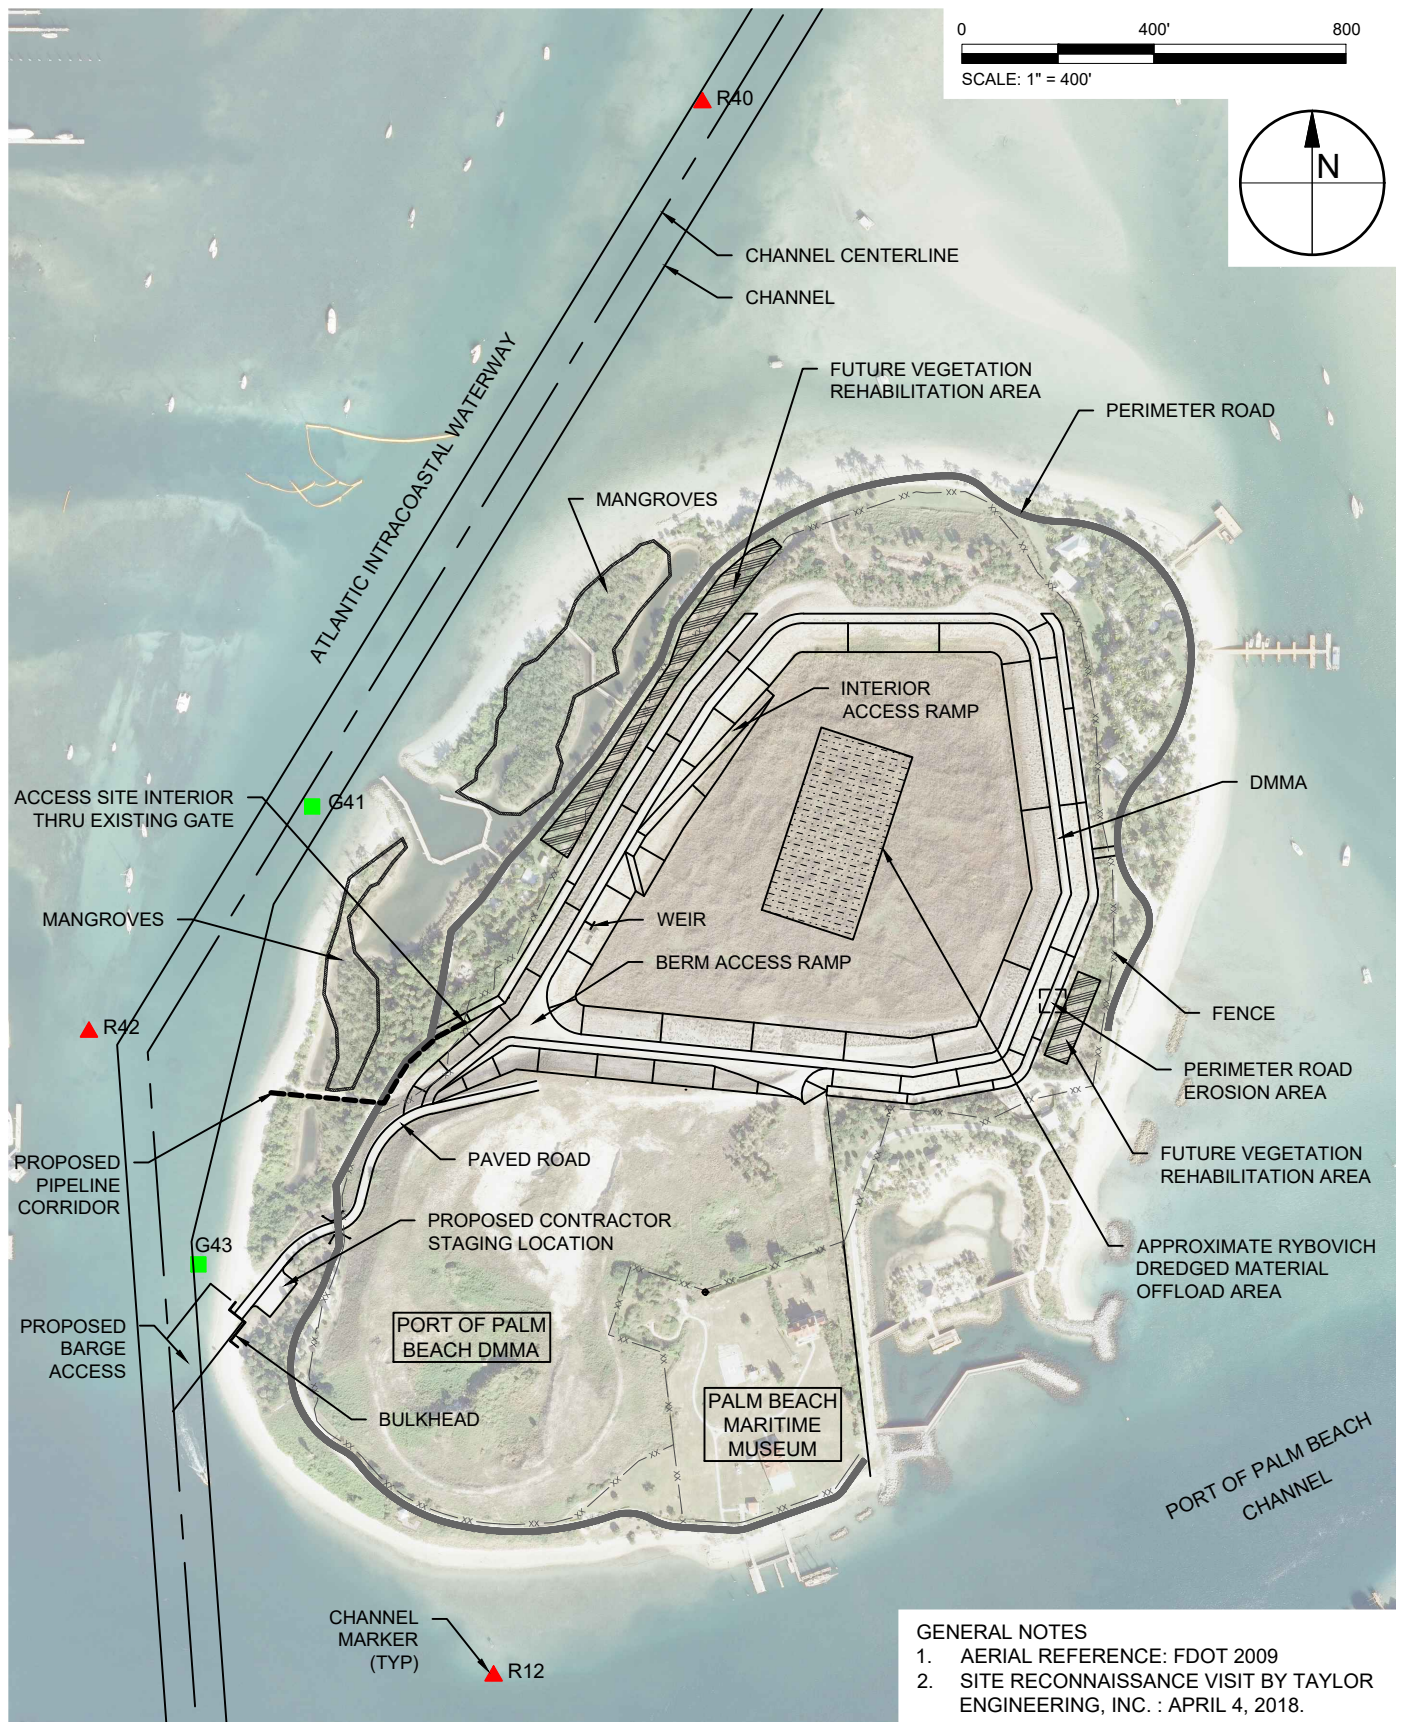 0 400' 800
SCALE: 1" = 400'
N
R40
CHANNEL CENTERLINE
CHANNEL
ATLANTIC INTRACOASTAL WATERWAY
FUTURE VEGETATION
REHABILITATION AREA
PERIMETER ROAD
MANGROVES
INTERIOR
ACCESS RAMP
DMMA
ACCESS SITE INTERIOR
THRU EXISTING GATE
G41
MANGROVES
WEIR
BERM ACCESS RAMP
R42
FENCE
PERIMETER ROAD
EROSION AREA
PROPOSED
PIPELINE
CORRIDOR
PAVED ROAD
FUTURE VEGETATION
REHABILITATION AREA
PROPOSED CONTRACTOR
STAGING LOCATION
G43
APPROXIMATE RYBOVICH
DREDGED MATERIAL
OFFLOAD AREA
PROPOSED
BARGE
ACCESS
PORT OF PALM
BEACH DMMA
BULKHEAD
PALM BEACH
MARITIME
MUSEUM
PORT OF PALM BEACH
CHANNEL
CHANNEL
MARKER
(TYP)
R12
GENERAL NOTES
1. AERIAL REFERENCE: FDOT 2009
2. SITE RECONNAISSANCE VISIT BY TAYLOR
ENGINEERING, INC. : APRIL 4, 2018.